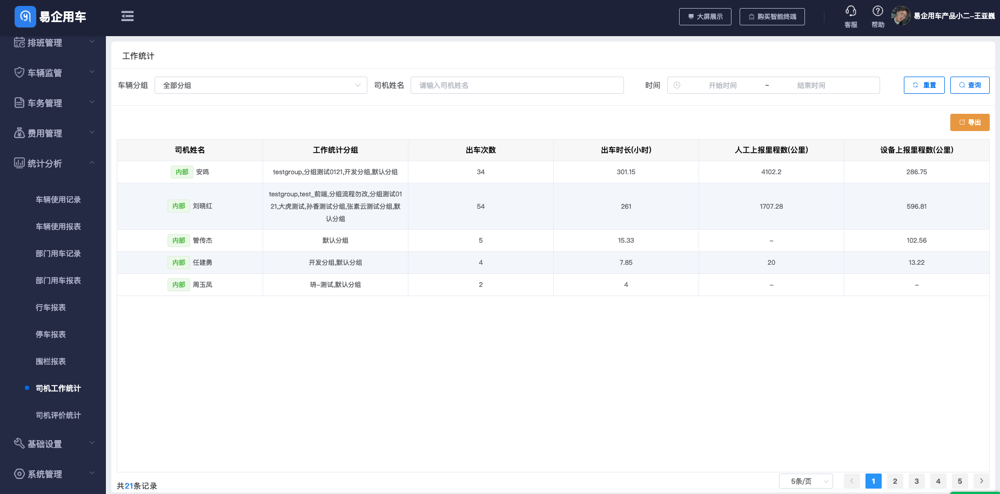 易企用车
大屏展示
购买智能终端
客服
帮助
易企用车产品小二-王亚巍
排班管理
车辆监管
车务管理
费用管理
统计分析
车辆使用记录
车辆使用报表
部门用车记录
部门用车报表
行车报表
停车报表
围栏报表
司机工作统计
司机评价统计
基础设置
系统管理
工作统计
车辆分组 全部分组 司机姓名 请输入司机姓名 时间 开始时间 ~ 结束时间 重置 查询
导出
司机姓名 工作统计分组 出车次数 出车时长(小时) 人工上报里程数(公里) 设备上报里程数(公里)
内部 安鸣 testgroup,分组测试0121,开发分组,默认分组 34 301.15 4102.2 286.75
testgroup,test_前端,分组流程勿改,分组测试01
内部 刘晓红 21,大虎测试,孙香测试分组,张素云测试分组,默 54 261 1707.28 596.81
认分组
内部 管传杰 默认分组 5 15.33 - 102.56
内部 任建勇 开发分组,默认分组 4 7.85 20 13.22
内部 周玉凤 -测试,默认分组 2 4 - -
共21条记录
5条/页 1 2 3 4 5